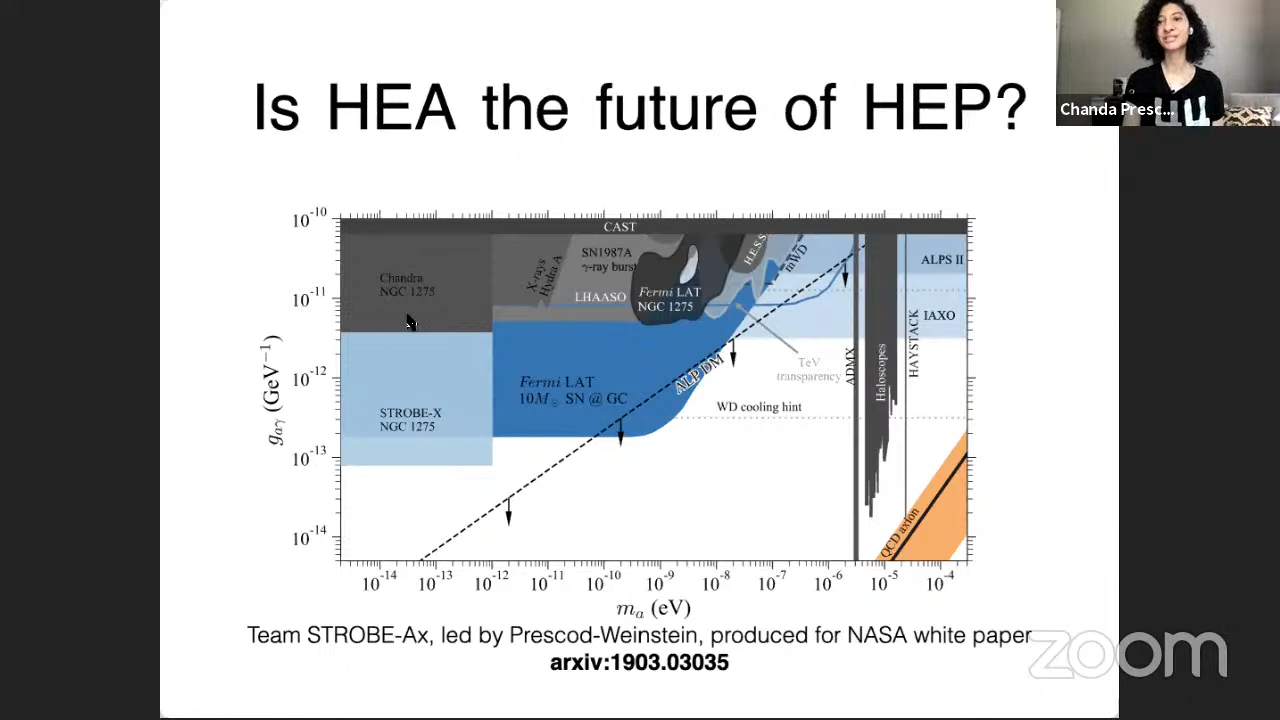 Is HEA the future of HEP?
Chanda Presc...
10⁻¹⁰
10⁻¹¹
10⁻¹²
10⁻¹³
10⁻¹⁴
gₐᵧ (GeV⁻¹)
CAST
Chandra
NGC 1275
X-rays
Hydra A
SN1987A
γ-ray burst
LHAASO
Fermi LAT
NGC 1275
H.E.S.S.
mWD
ALPS II
IAXO
STROBE-X
NGC 1275
Fermi LAT
10M☉ SN @ GC
ALP DM
TeV
transparency
WD cooling hint
ADMX
Haloscopes
HAYSTACK
QCD axion
10⁻¹⁴ 10⁻¹³ 10⁻¹² 10⁻¹¹ 10⁻¹⁰ 10⁻⁹ 10⁻⁸ 10⁻⁷ 10⁻⁶ 10⁻⁵ 10⁻⁴
mₐ (eV)
Team STROBE-Ax, led by Prescod-Weinstein, produced for NASA white paper
arxiv:1903.03035
zoom